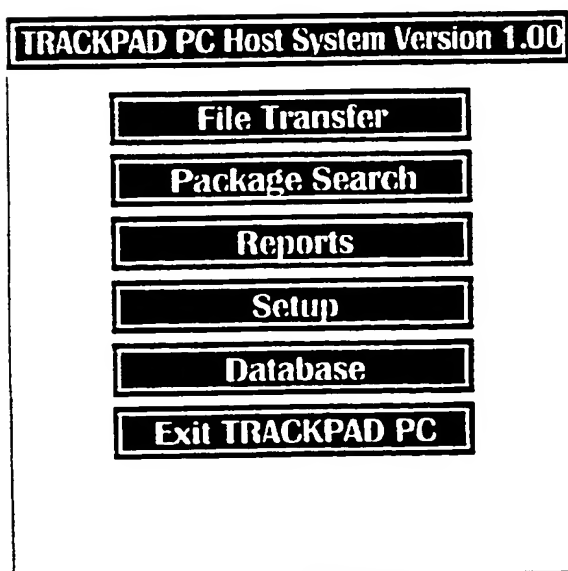 TRACKPAD PC Host System Version 1.00
File Transfer
Package Search
Reports
Setup
Database
Exit TRACKPAD PC